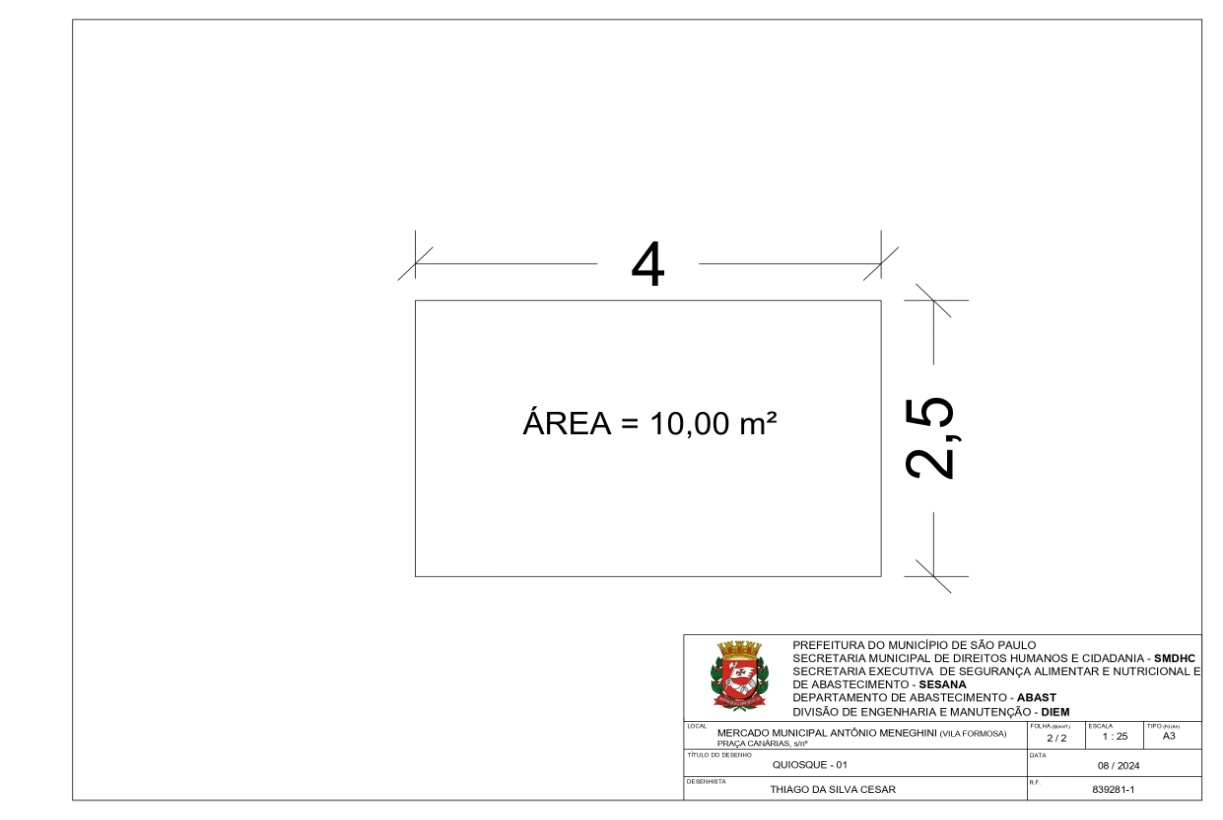 4
2,5
ÁREA = 10,00 m²
PREFEITURA DO MUNICÍPIO DE SÃO PAULO
SECRETARIA MUNICIPAL DE DIREITOS HUMANOS E CIDADANIA - SMDHC
SECRETARIA EXECUTIVA DE SEGURANÇA ALIMENTAR E NUTRICIONAL E
DE ABASTECIMENTO - SESANA
DEPARTAMENTO DE ABASTECIMENTO - ABAST
DIVISÃO DE ENGENHARIA E MANUTENÇÃO - DIEM
LOCAL
MERCADO MUNICIPAL ANTÔNIO MENEGHINI (VILA FORMOSA)
PRAÇA CANÁRIAS, s/nº
FOLHA (QUANT)
2 / 2
ESCALA
1 : 25
TIPO (FOLHA)
A3
TÍTULO DO DESENHO
QUIOSQUE - 01
DATA
08 / 2024
DESENHISTA
THIAGO DA SILVA CESAR
R.F.
839281-1